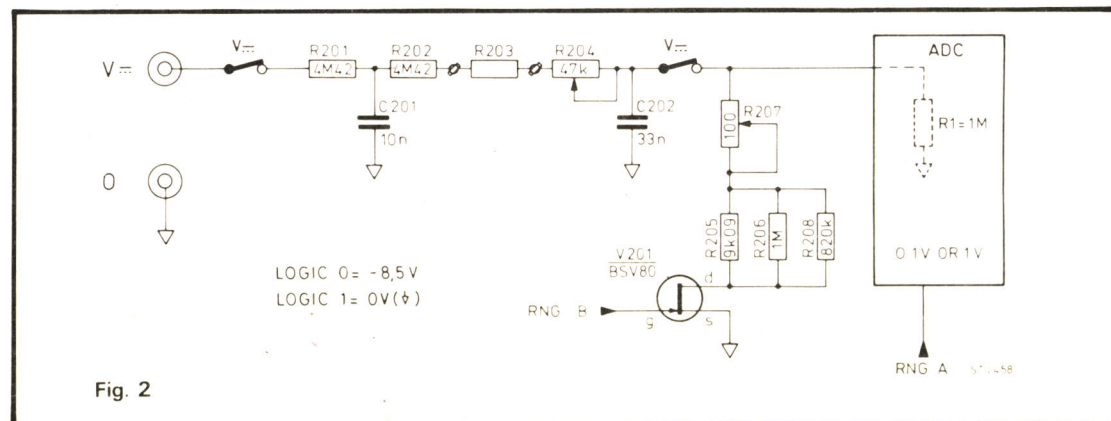 V⎓
R201
4M42
R202
4M42
R203
R204
47k
V⎓
ADC
V⎓
C201
10n
C202
33n
R207
100
R1=1M
0
R205
9k09
R206
1M
R208
820k
V201
BSV80
d
0.1V OR 1V
LOGIC 0= -8,5V
LOGIC 1= 0V(⏚)
RNG B
g
s
RNG A
Fig. 2